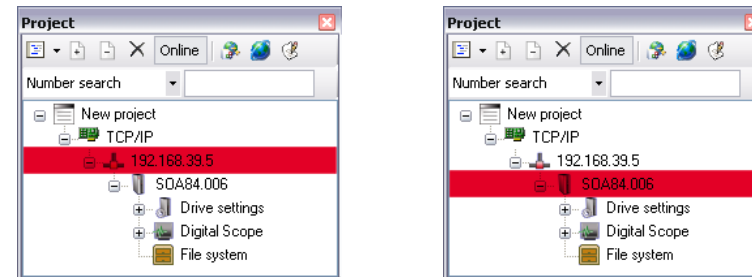 Project
Online
Number search
New project
TCP/IP
192.168.39.5
SOA84.006
Drive settings
Digital Scope
File system
Project
Online
Number search
New project
TCP/IP
192.168.39.5
SOA84.006
Drive settings
Digital Scope
File system